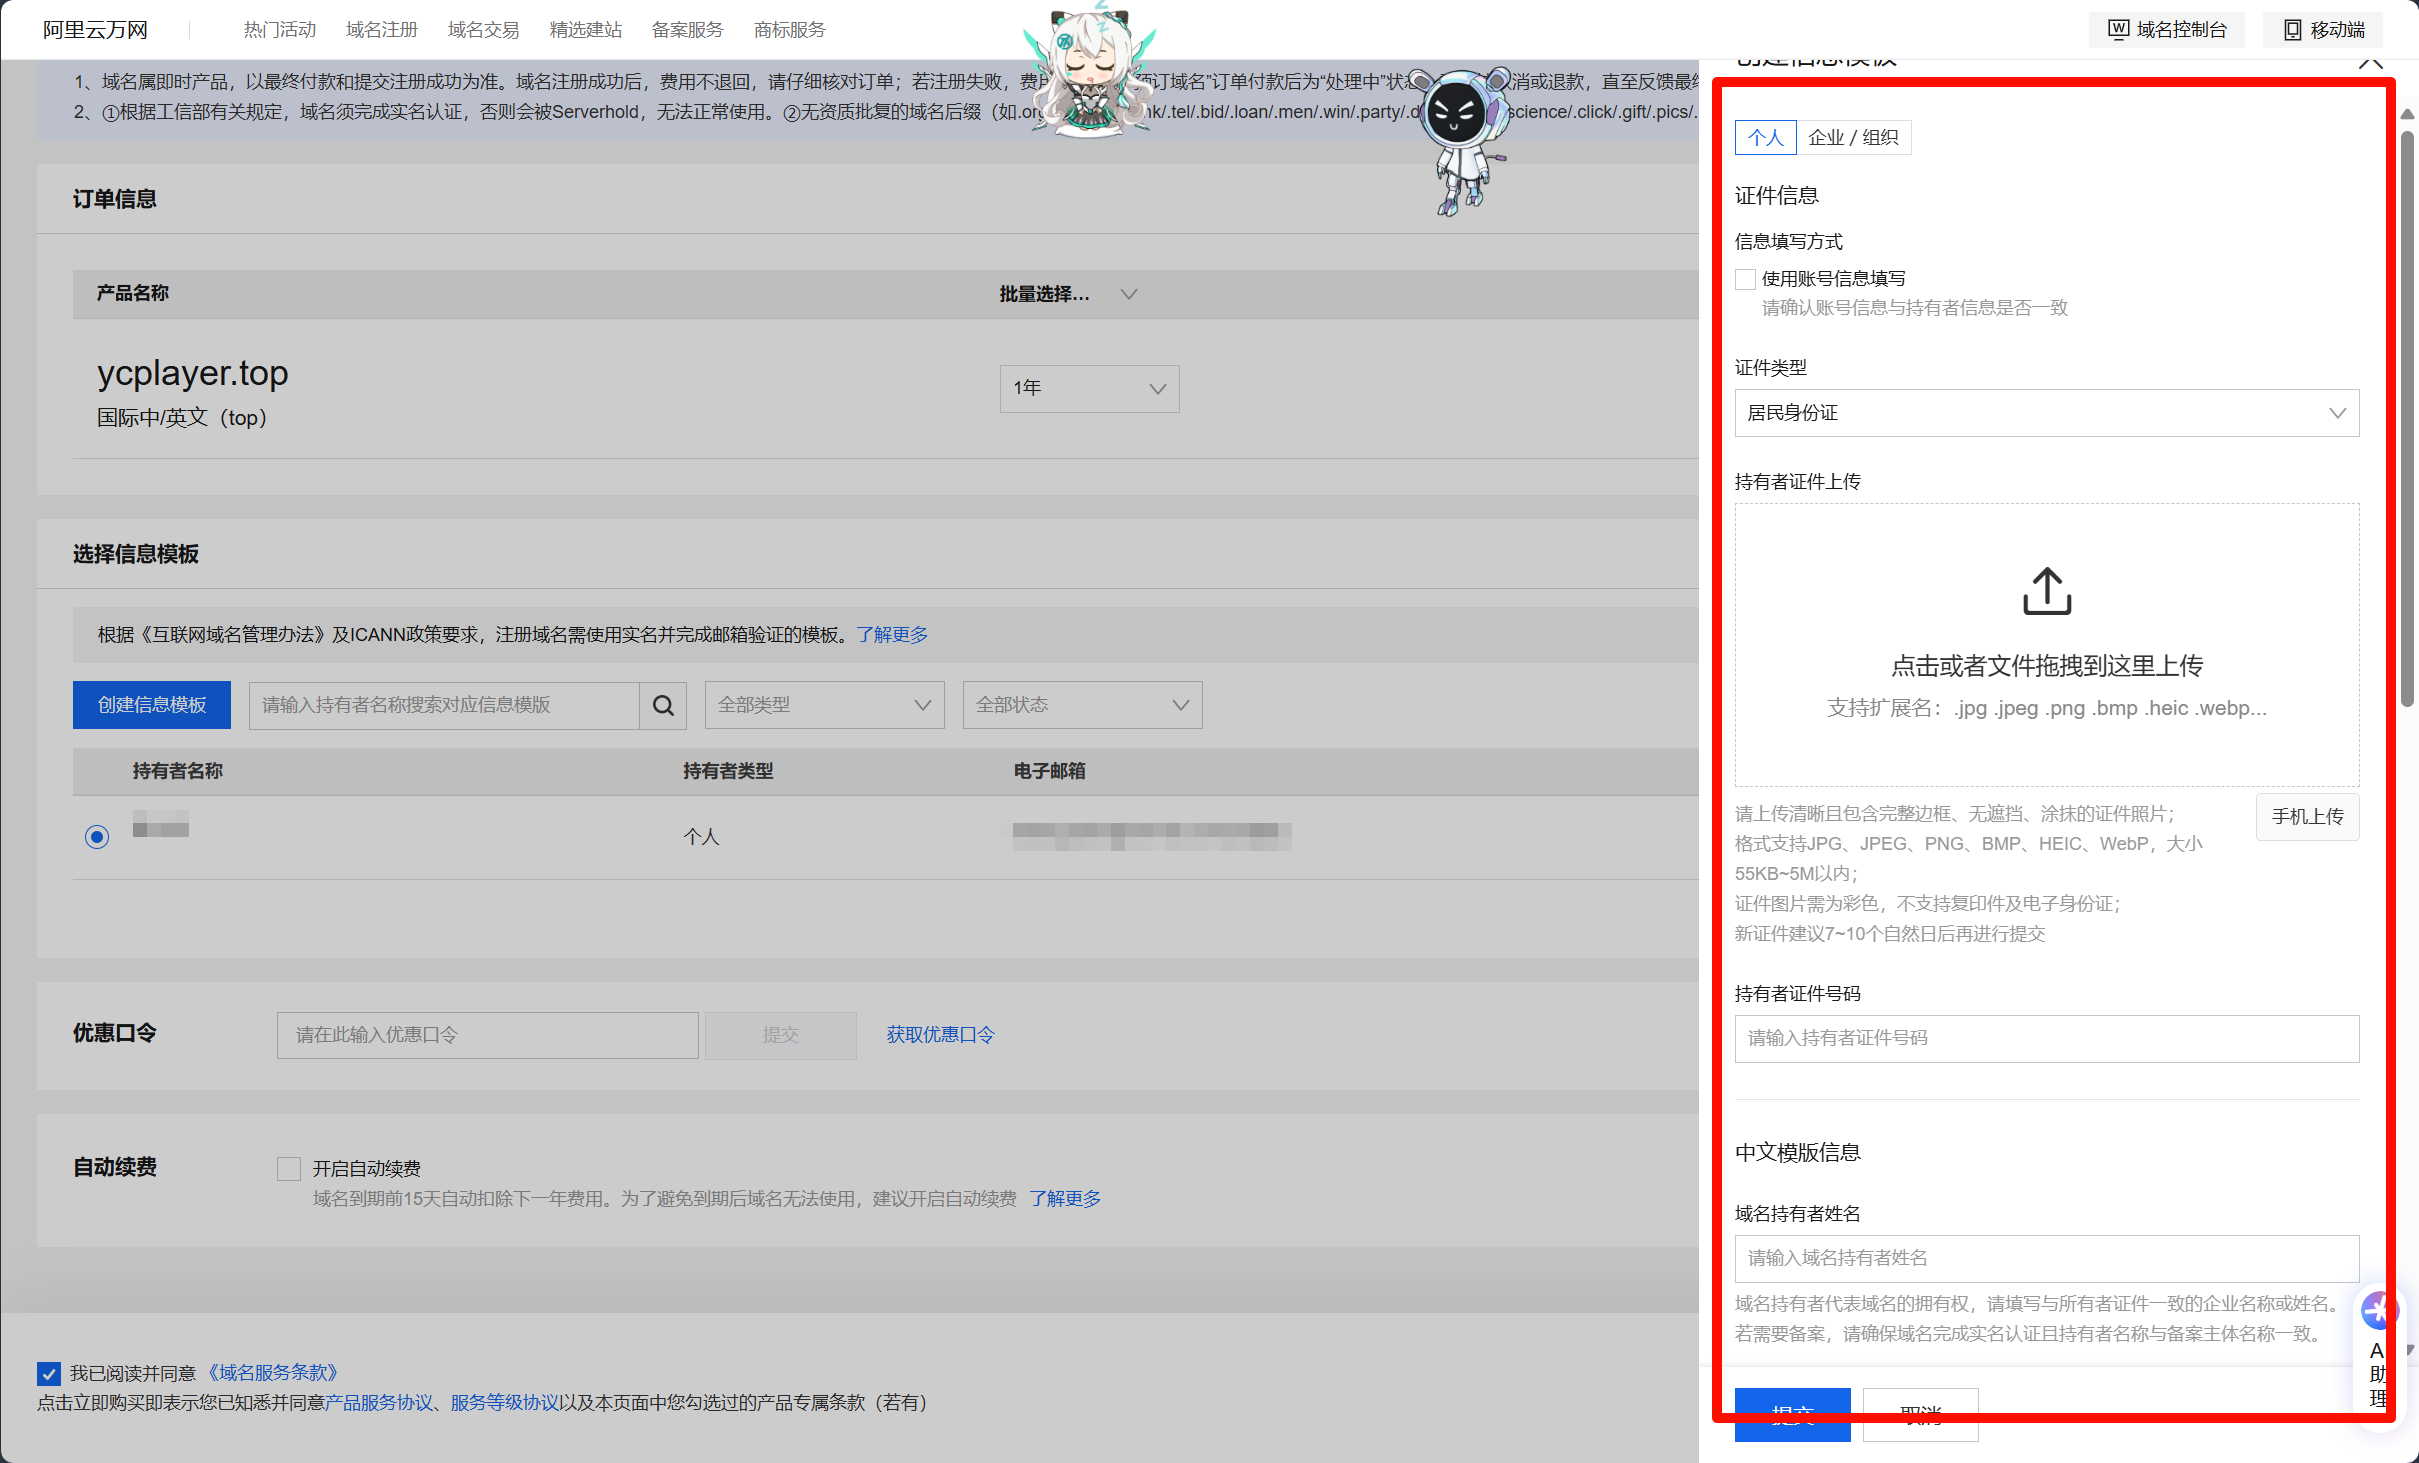 阿里云万网
热门活动
域名注册
域名交易
精选建站
备案服务
商标服务
域名控制台
移动端
1、域名属即时产品，以最终付款和提交注册成功为准。域名注册成功后，费用不退回，请仔细核对订单；若注册失败，费
预订域名”订单付款后为“处理中”状
消或退款，直至反馈最终
2、①根据工信部有关规定，域名须完成实名认证，否则会被Serverhold，无法正常使用。②无资质批复的域名后缀（如.or
/.tel/.bid/.loan/.men/.win/.party/.d
science/.click/.gift/.pics/.
订单信息
产品名称
批量选择...
ycplayer.top
国际中/英文（top）
1年
选择信息模板
根据《互联网域名管理办法》及ICANN政策要求，注册域名需使用实名并完成邮箱验证的模板。了解更多
创建信息模板
请输入持有者名称搜索对应信息模版
全部类型
全部状态
持有者名称
持有者类型
电子邮箱
个人
优惠口令
请在此输入优惠口令
提交
获取优惠口令
自动续费
开启自动续费
域名到期前15天自动扣除下一年费用。为了避免到期后域名无法使用，建议开启自动续费 了解更多
我已阅读并同意 《域名服务条款》
点击立即购买即表示您已知悉并同意产品服务协议、服务等级协议以及本页面中您勾选过的产品专属条款（若有）
创建信息模板
个人
企业 / 组织
证件信息
信息填写方式
使用账号信息填写
请确认账号信息与持有者信息是否一致
证件类型
居民身份证
持有者证件上传
点击或者文件拖拽到这里上传
支持扩展名：.jpg .jpeg .png .bmp .heic .webp...
请上传清晰且包含完整边框、无遮挡、涂抹的证件照片；
格式支持JPG、JPEG、PNG、BMP、HEIC、WebP，大小
55KB~5M以内；
证件图片需为彩色，不支持复印件及电子身份证；
新证件建议7~10个自然日后再进行提交
手机上传
持有者证件号码
请输入持有者证件号码
中文模版信息
域名持有者姓名
请输入域名持有者姓名
域名持有者代表域名的拥有权，请填写与所有者证件一致的企业名称或姓名。
若需要备案，请确保域名完成实名认证且持有者名称与备案主体名称一致。
提交
取消
助
理